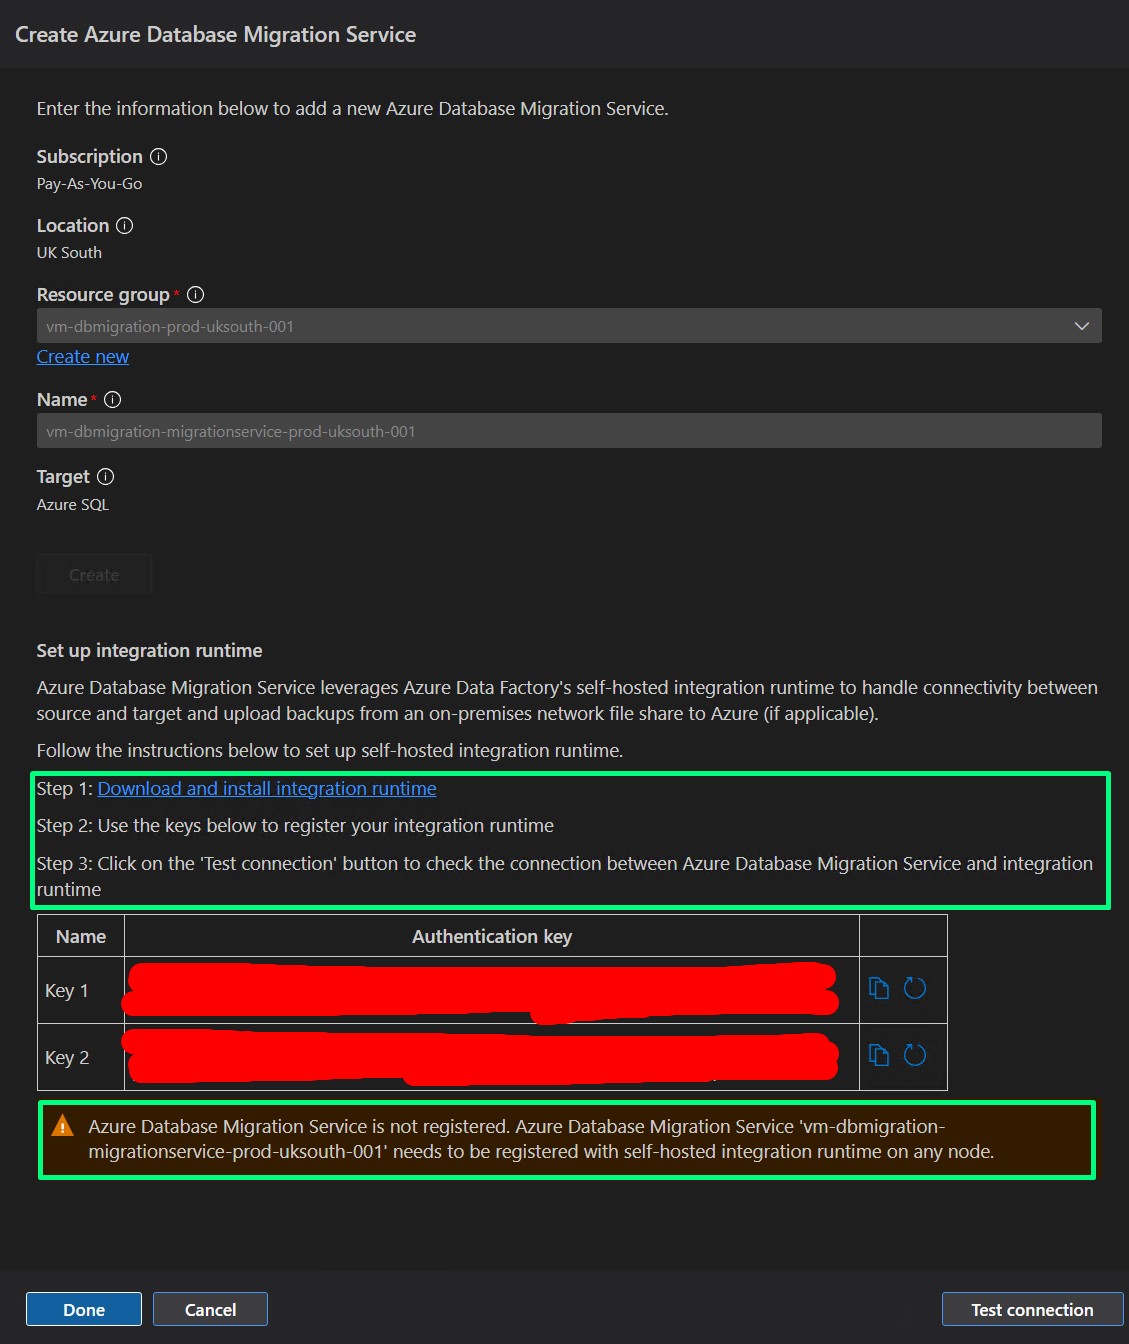 Create Azure Database Migration Service
Enter the information below to add a new Azure Database Migration Service.
Subscription
Pay-As-You-Go
Location
UK South
Resource group *
vm-dbmigration-prod-uksouth-001
Create new
Name *
vm-dbmigration-migrationservice-prod-uksouth-001
Target
Azure SQL
Create
Set up integration runtime
Azure Database Migration Service leverages Azure Data Factory's self-hosted integration runtime to handle connectivity between
source and target and upload backups from an on-premises network file share to Azure (if applicable).
Follow the instructions below to set up self-hosted integration runtime.
Step 1: Download and install integration runtime
Step 2: Use the keys below to register your integration runtime
Step 3: Click on the 'Test connection' button to check the connection between Azure Database Migration Service and integration
runtime
Name Authentication key
Key 1
Key 2
Azure Database Migration Service is not registered. Azure Database Migration Service 'vm-dbmigration-
migrationservice-prod-uksouth-001' needs to be registered with self-hosted integration runtime on any node.
Done Cancel Test connection